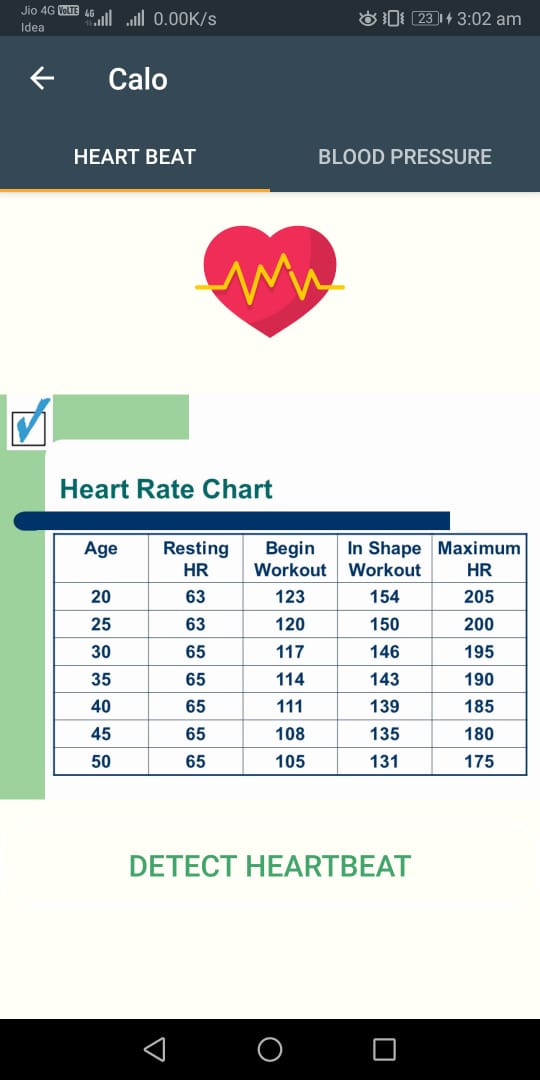 Jio 4G VoLTE 4G 0.00K/s 23 3:02 am
Idea
Calo
HEART BEAT BLOOD PRESSURE
Heart Rate Chart
Age Resting HR Begin Workout In Shape Workout Maximum HR
20 63 123 154 205
25 63 120 150 200
30 65 117 146 195
35 65 114 143 190
40 65 111 139 185
45 65 108 135 180
50 65 105 131 175
DETECT HEARTBEAT